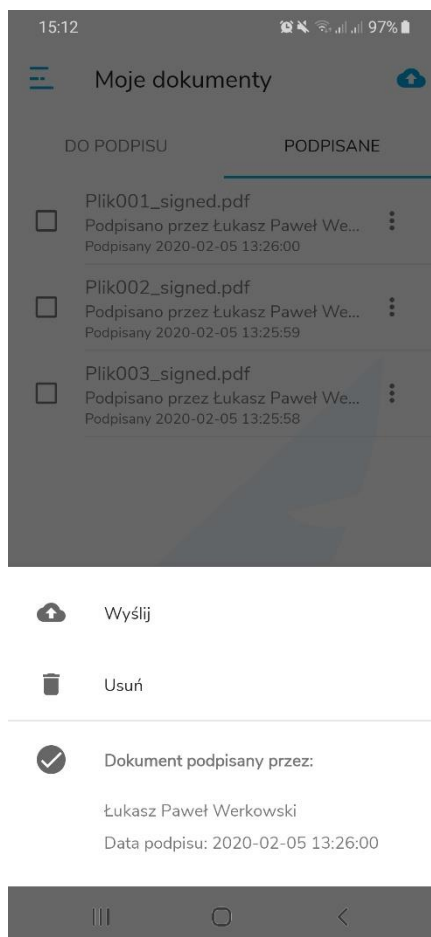 15:12
97%
Moje dokumenty
DO PODPISU
PODPISANE
Plik001_signed.pdf
Podpisano przez Łukasz Paweł We...
Podpisany 2020-02-05 13:26:00
Plik002_signed.pdf
Podpisano przez Łukasz Paweł We...
Podpisany 2020-02-05 13:25:59
Plik003_signed.pdf
Podpisano przez Łukasz Paweł We...
Podpisany 2020-02-05 13:25:58
Wyślij
Usuń
Dokument podpisany przez:
Łukasz Paweł Werkowski
Data podpisu: 2020-02-05 13:26:00